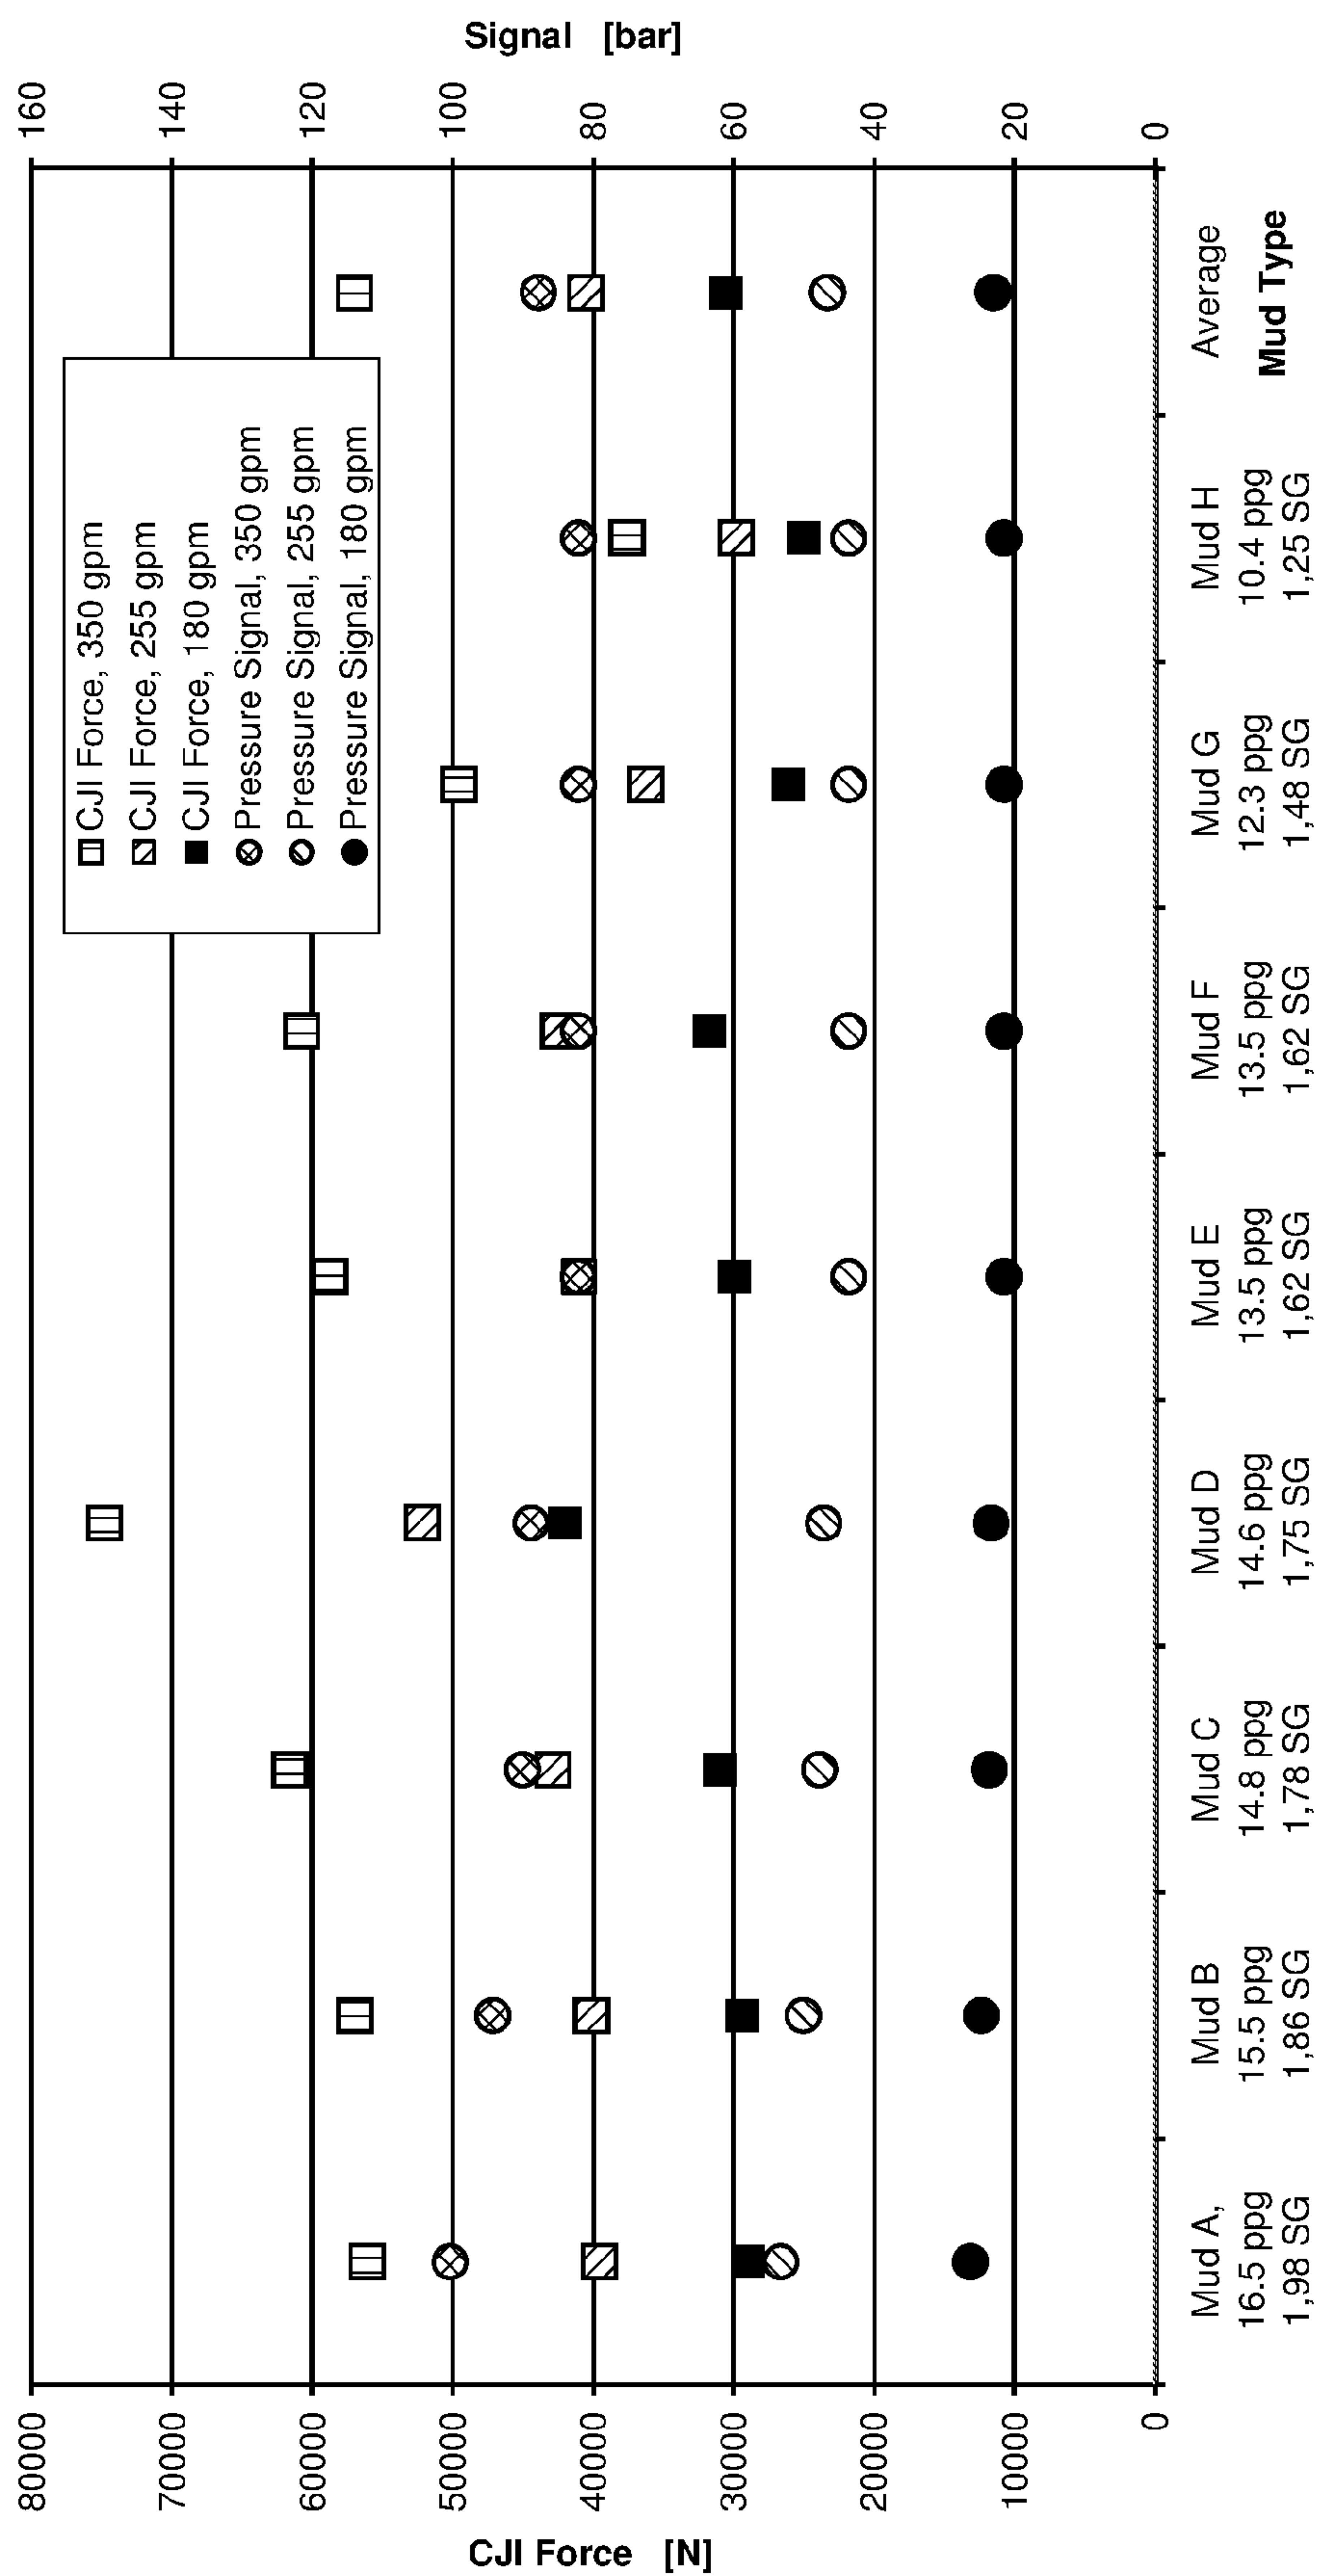 Signal [bar]
160
140
120
100
80
60
40
20
0
CJI Force, 350 gpm
CJI Force, 255 gpm
CJI Force, 180 gpm
Pressure Signal, 350 gpm
Pressure Signal, 255 gpm
Pressure Signal, 180 gpm
CJI Force [N]
80000
70000
60000
50000
40000
30000
20000
10000
0
Mud A,
16.5 ppg
1,98 SG
Mud B
15.5 ppg
1,86 SG
Mud C
14.8 ppg
1,78 SG
Mud D
14.6 ppg
1,75 SG
Mud E
13.5 ppg
1,62 SG
Mud F
13.5 ppg
1,62 SG
Mud G
12.3 ppg
1,48 SG
Mud H
10.4 ppg
1,25 SG
Average
Mud Type